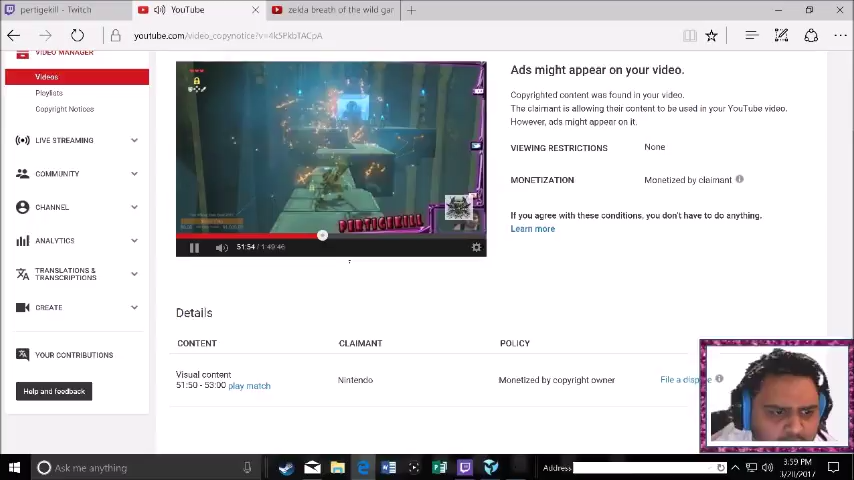 pertigekill - Twitch
YouTube
zelda breath of the wild gar
youtube.com/video_copynotice?v=4k5PkbTACpA
VIDEO MANAGER
Videos
Playlists
Copyright Notices
LIVE STREAMING
COMMUNITY
CHANNEL
ANALYTICS
TRANSLATIONS &
TRANSCRIPTIONS
CREATE
YOUR CONTRIBUTIONS
Help and feedback
PERTIGEKILL
51:54 / 1:49:46
Ads might appear on your video.
Copyrighted content was found in your video.
The claimant is allowing their content to be used in your YouTube video.
However, ads might appear on it.
VIEWING RESTRICTIONS None
MONETIZATION Monetized by claimant
If you agree with these conditions, you don't have to do anything.
Learn more
Details
CONTENT CLAIMANT POLICY
Visual content
51:50 - 53:00 play match
Nintendo
Monetized by copyright owner
File a dispute
Ask me anything
Address
3:59 PM
3/28/2017